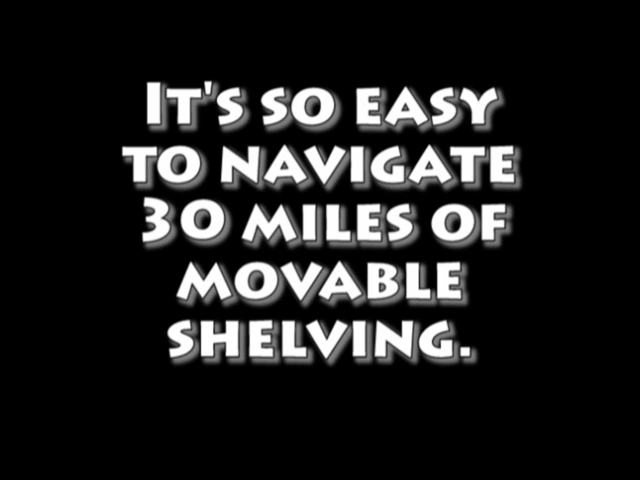 It's so easy
to navigate
30 miles of
movable
shelving.